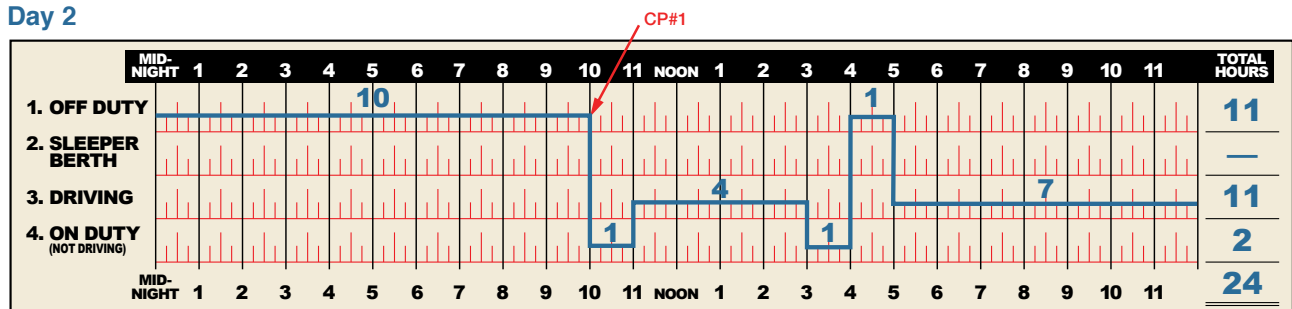 Day 2
CP#1
MID-NIGHT 1 2 3 4 5 6 7 8 9 10 11 NOON 1 2 3 4 5 6 7 8 9 10 11 TOTAL HOURS
1. OFF DUTY 10 1 11
2. SLEEPER BERTH —
3. DRIVING 4 7 11
4. ON DUTY (NOT DRIVING) 1 1 2
MID-NIGHT 1 2 3 4 5 6 7 8 9 10 11 NOON 1 2 3 4 5 6 7 8 9 10 11 24